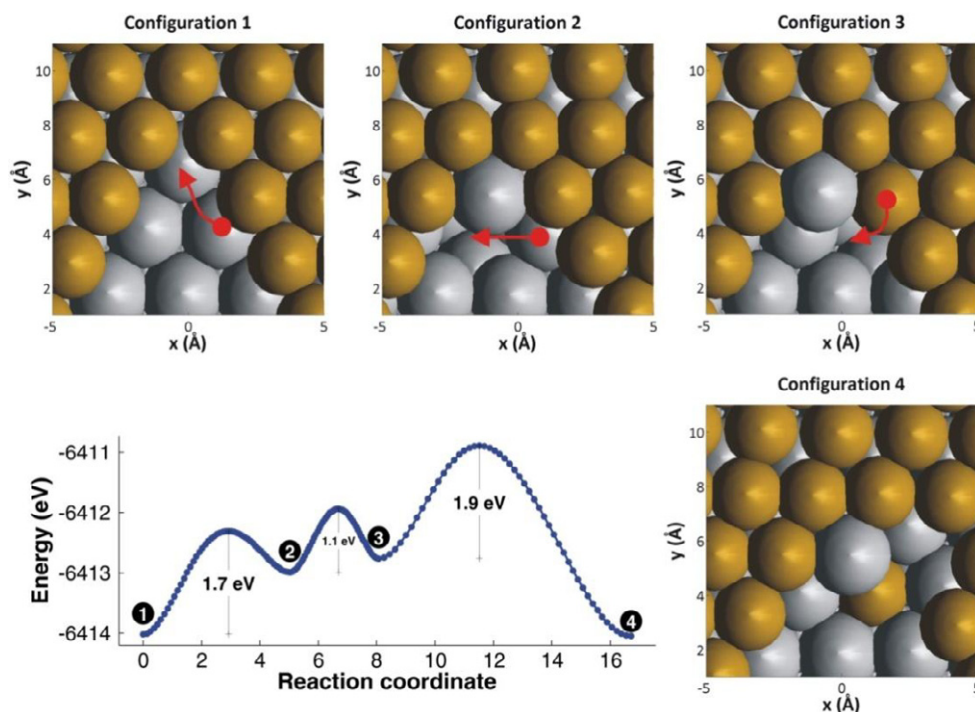 Configuration 1
Configuration 2
Configuration 3
y (Å)
10
8
6
4
2
-5
0
5
x (Å)
y (Å)
10
8
6
4
2
-5
0
5
x (Å)
y (Å)
10
8
6
4
2
-5
0
5
x (Å)
Configuration 4
y (Å)
10
8
6
4
2
-5
0
5
x (Å)
Energy (eV)
-6411
-6412
-6413
-6414
1
1.7 eV
2
1.1 eV
3
1.9 eV
4
0
2
4
6
8
10
12
14
16
Reaction coordinate